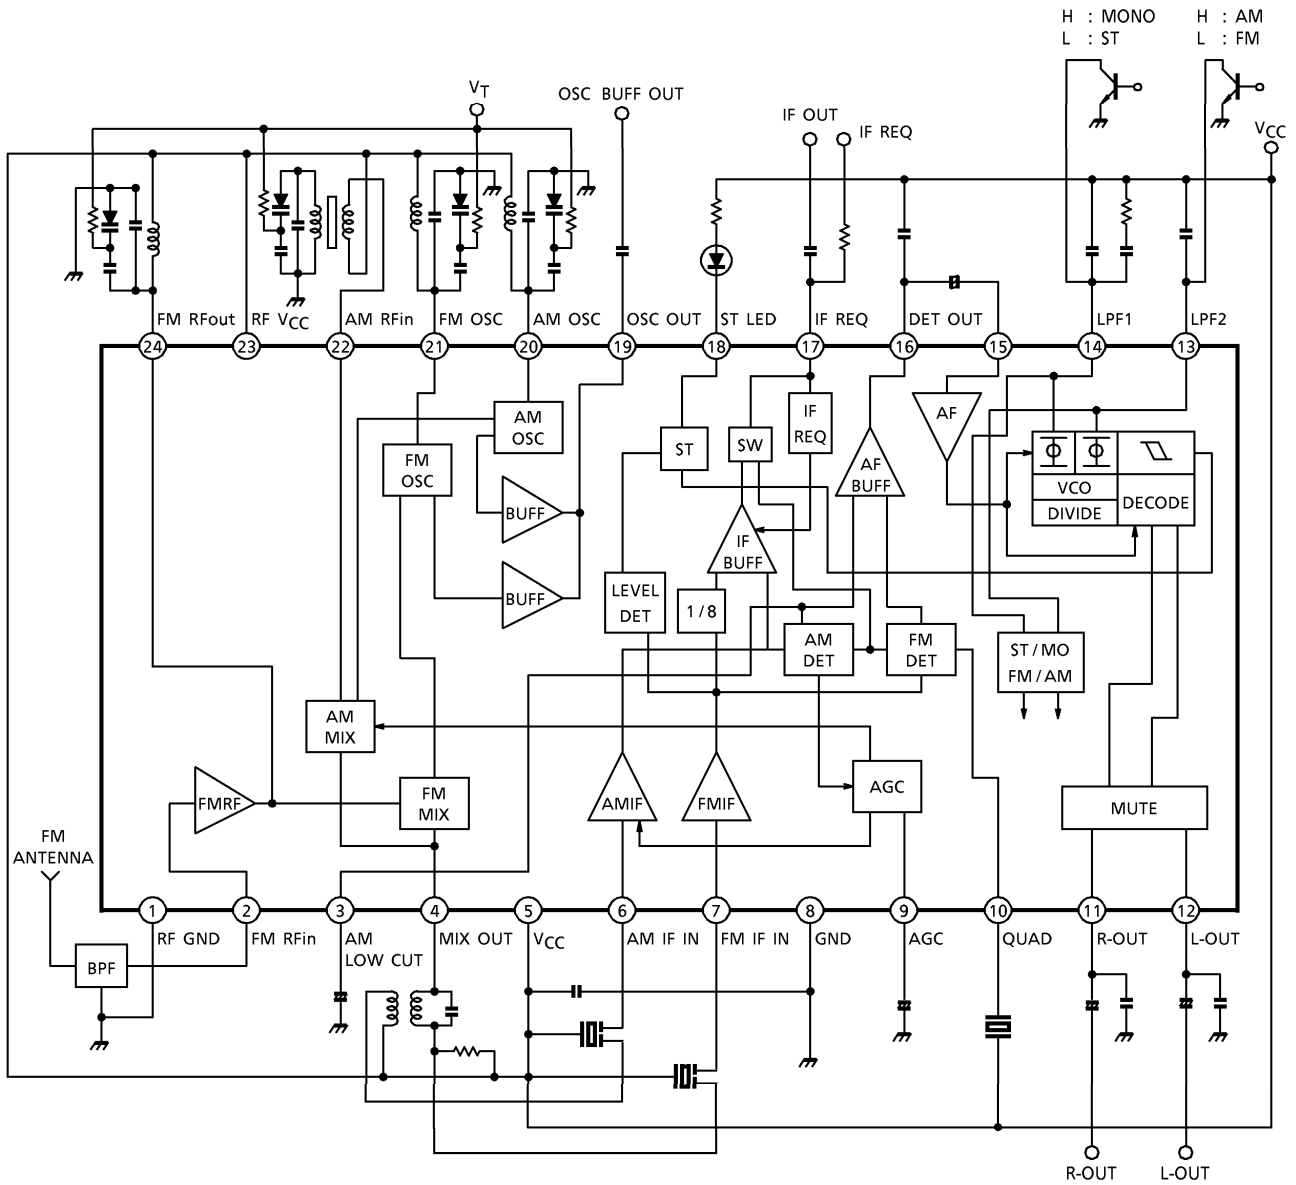 H : MONO
L : ST
H : AM
L : FM
VT
OSC BUFF OUT
IF OUT
IF REQ
VCC
FM RFout
RF VCC
AM RFin
FM OSC
AM OSC
OSC OUT
ST LED
IF REQ
DET OUT
LPF1
LPF2
24
23
22
21
20
19
18
17
16
15
14
13
AM
OSC
FM
OSC
BUFF
BUFF
ST
SW
IF
REQ
AF
BUFF
AF
VCO
DIVIDE
DECODE
IF
BUFF
LEVEL
DET
1/8
AM
DET
FM
DET
ST/MO
FM/AM
AM
MIX
FMRF
FM
MIX
AMIF
FMIF
AGC
MUTE
FM
ANTENNA
BPF
1
2
3
4
5
6
7
8
9
10
11
12
RF GND
FM RFin
AM
LOW CUT
MIX OUT
VCC
AM IF IN
FM IF IN
GND
AGC
QUAD
R-OUT
L-OUT
R-OUT
L-OUT